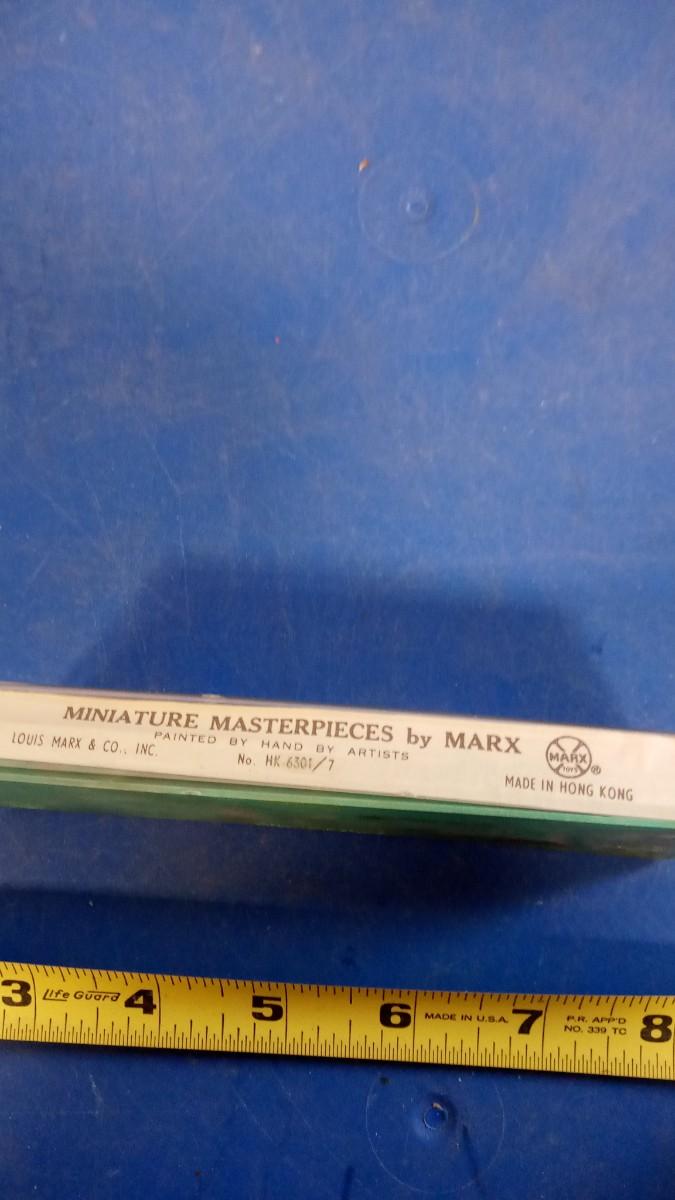 MINIATURE MASTERPIECES by MARX
PAINTED BY HAND BY ARTISTS
LOUIS MARX & CO., INC.
No. HK 6301/7
MARX
TOYS
®
MADE IN HONG KONG
3 Life Guard 4 5 6 MADE IN U.S.A. 7 P.R. APP'D 8
NO. 339 TC